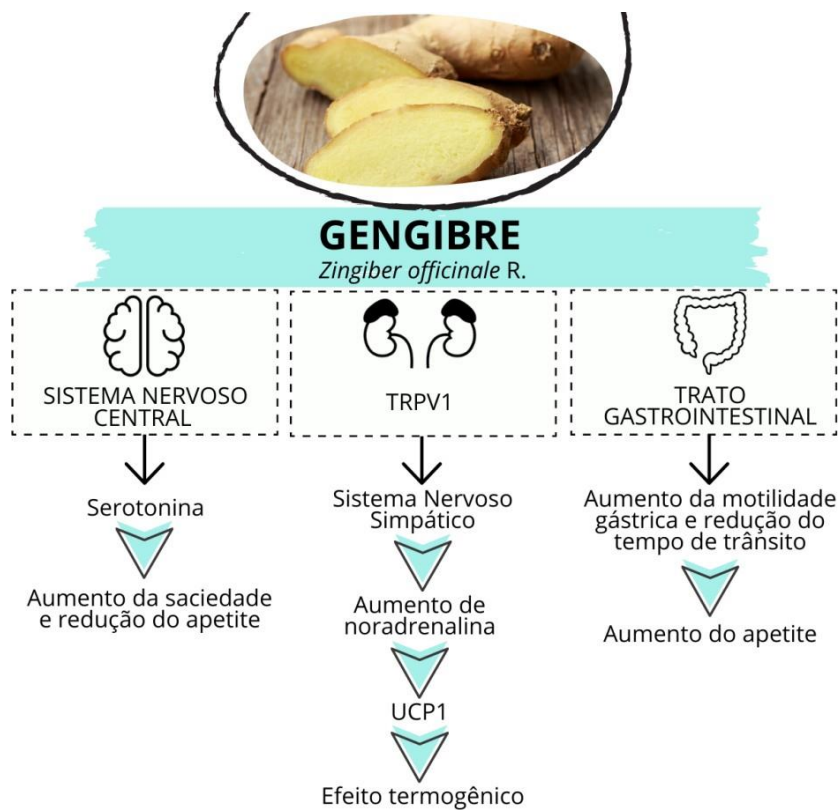 GENGIBRE
Zingiber officinale R.
SISTEMA NERVOSO
CENTRAL
Serotonina
Aumento da saciedade
e redução do apetite
TRPV1
Sistema Nervoso
Simpático
Aumento de
noradrenalina
UCP1
Efeito termogênico
TRATO
GASTROINTESTINAL
Aumento da motilidade
gástrica e redução do
tempo de trânsito
Aumento do apetite